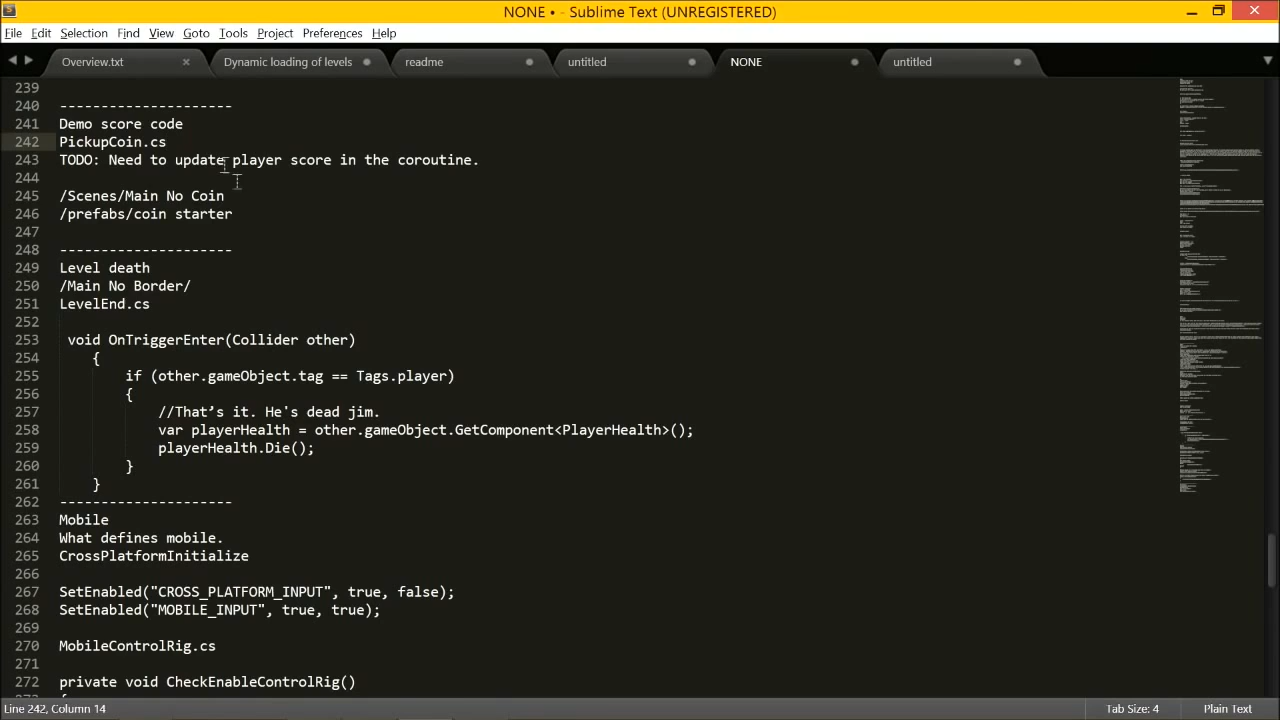 NONE • - Sublime Text (UNREGISTERED)
File Edit Selection Find View Goto Tools Project Preferences Help
Overview.txt Dynamic loading of levels readme untitled NONE untitled
239
240 ---------------------
241 Demo score code
242 PickupCoin.cs
243 TODO: Need to update player score in the coroutine.
244
245 /Scenes/Main No Coin
246 /prefabs/coin starter
247
248 ---------------------
249 Level death
250 /Main No Border/
251 LevelEnd.cs
252
253 void OnTriggerEnter(Collider other)
254 {
255 if (other.gameObject.tag == Tags.player)
256 {
257 //That's it. He's dead jim.
258 var playerHealth = other.gameObject.GetComponent<PlayerHealth>();
259 playerHealth.Die();
260 }
261 }
262 ---------------------
263 Mobile
264 What defines mobile.
265 CrossPlatformInitialize
266
267 SetEnabled("CROSS_PLATFORM_INPUT", true, false);
268 SetEnabled("MOBILE_INPUT", true, true);
269
270 MobileControlRig.cs
271
272 private void CheckEnableControlRig()
Line 242, Column 14 Tab Size: 4 Plain Text